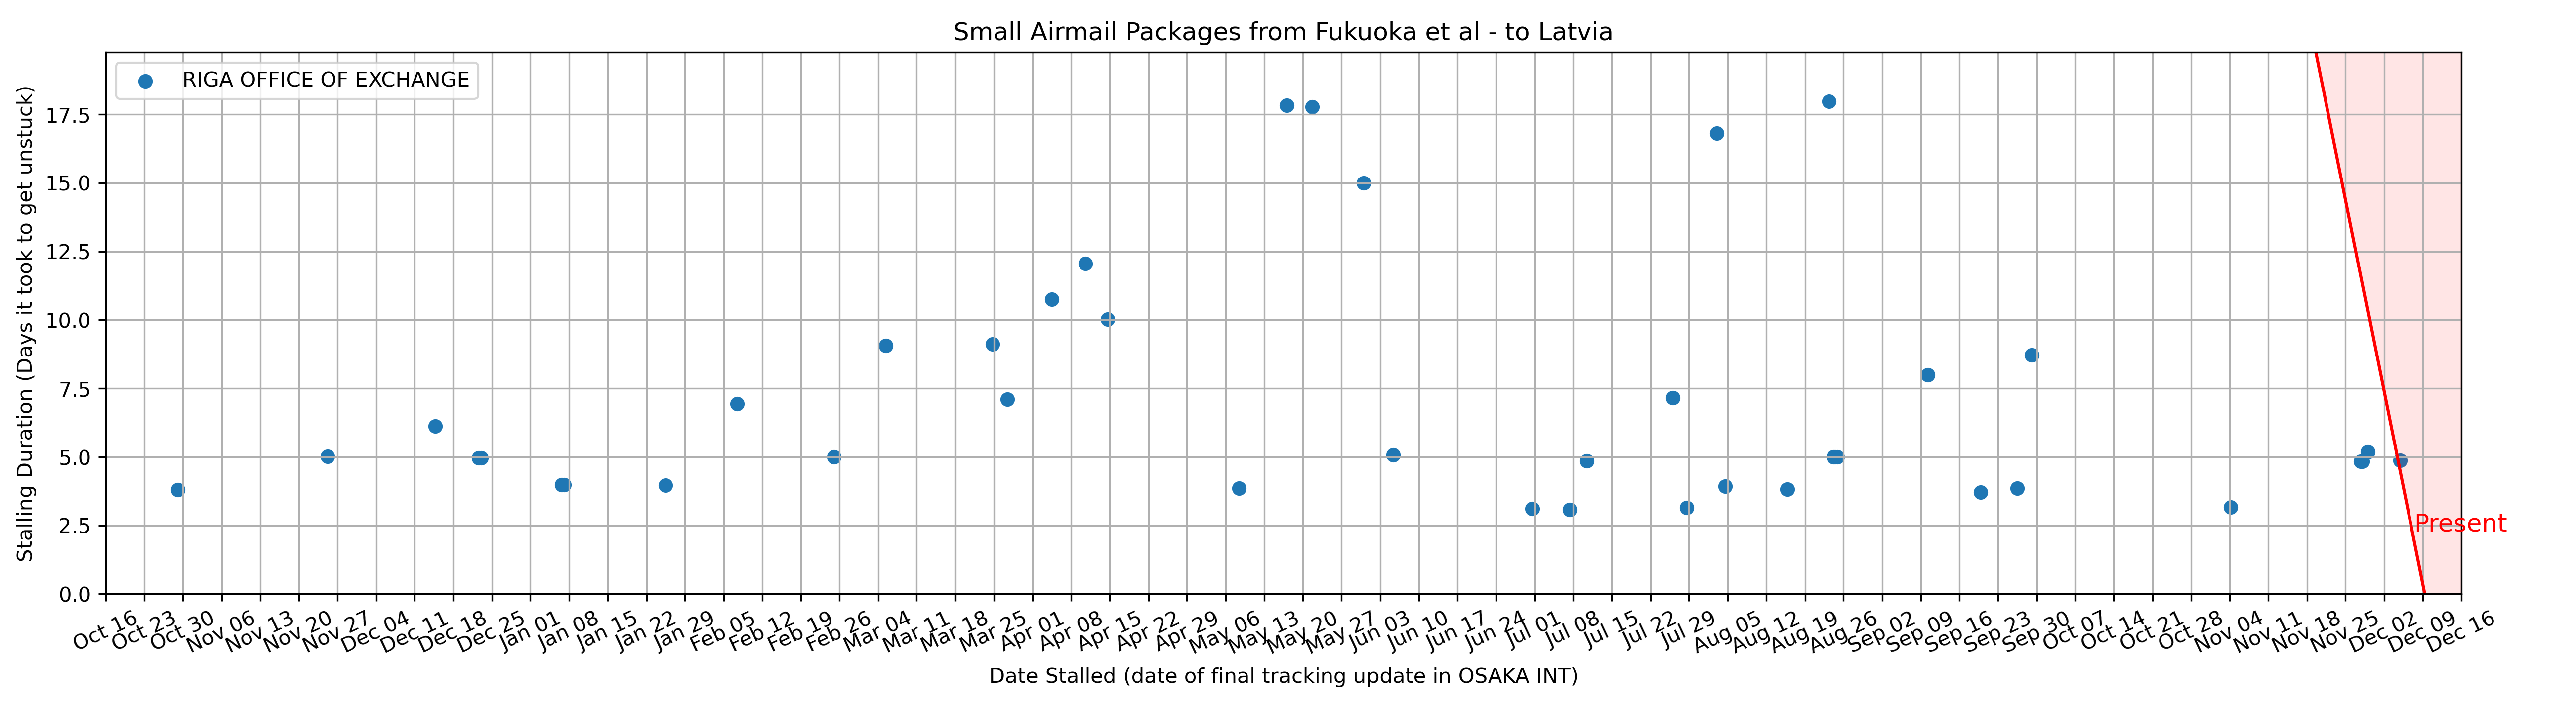 Small Airmail Packages from Fukuoka et al - to Latvia
RIGA OFFICE OF EXCHANGE
Stalling Duration (Days it took to get unstuck)
17.5
15.0
12.5
10.0
7.5
5.0
2.5
0.0
Present
Oct 16 Oct 23 Oct 30 Nov 06 Nov 13 Nov 20 Nov 27 Dec 04 Dec 11 Dec 18 Dec 25 Jan 01 Jan 08 Jan 15 Jan 22 Jan 29 Feb 05 Feb 12 Feb 19 Feb 26 Mar 04 Mar 11 Mar 18 Mar 25 Apr 01 Apr 08 Apr 15 Apr 22 Apr 29 May 06 May 13 May 20 May 27 Jun 03 Jun 10 Jun 17 Jun 24 Jul 01 Jul 08 Jul 15 Jul 22 Jul 29 Aug 05 Aug 12 Aug 19 Aug 26 Sep 02 Sep 09 Sep 16 Sep 23 Sep 30 Oct 07 Oct 14 Oct 21 Oct 28 Nov 04 Nov 11 Nov 18 Nov 25 Dec 02 Dec 09 Dec 16
Date Stalled (date of final tracking update in OSAKA INT)